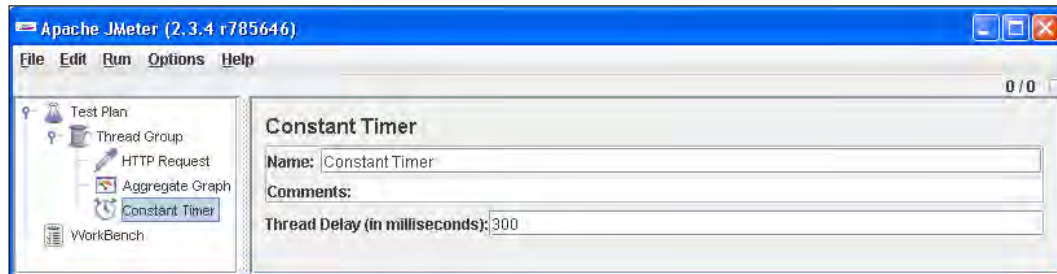 Apache JMeter (2.3.4 r785646)
File Edit Run Options Help
0 / 0
Test Plan
Thread Group
HTTP Request
Aggregate Graph
Constant Timer
WorkBench
Constant Timer
Name: Constant Timer
Comments:
Thread Delay (in milliseconds): 300